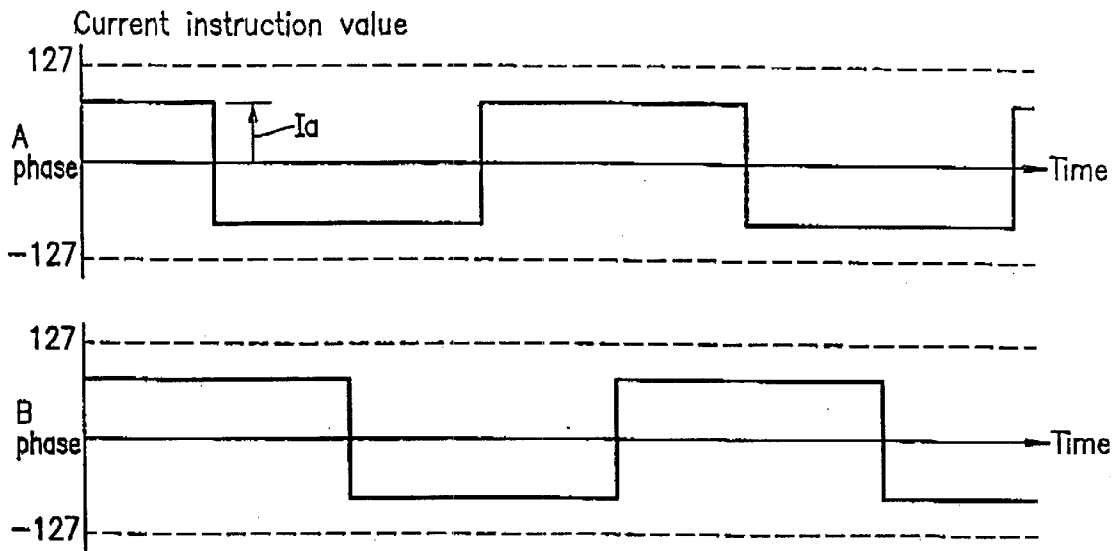 Current instruction value
127
Ia
A
phase
Time
-127
127
B
phase
Time
-127